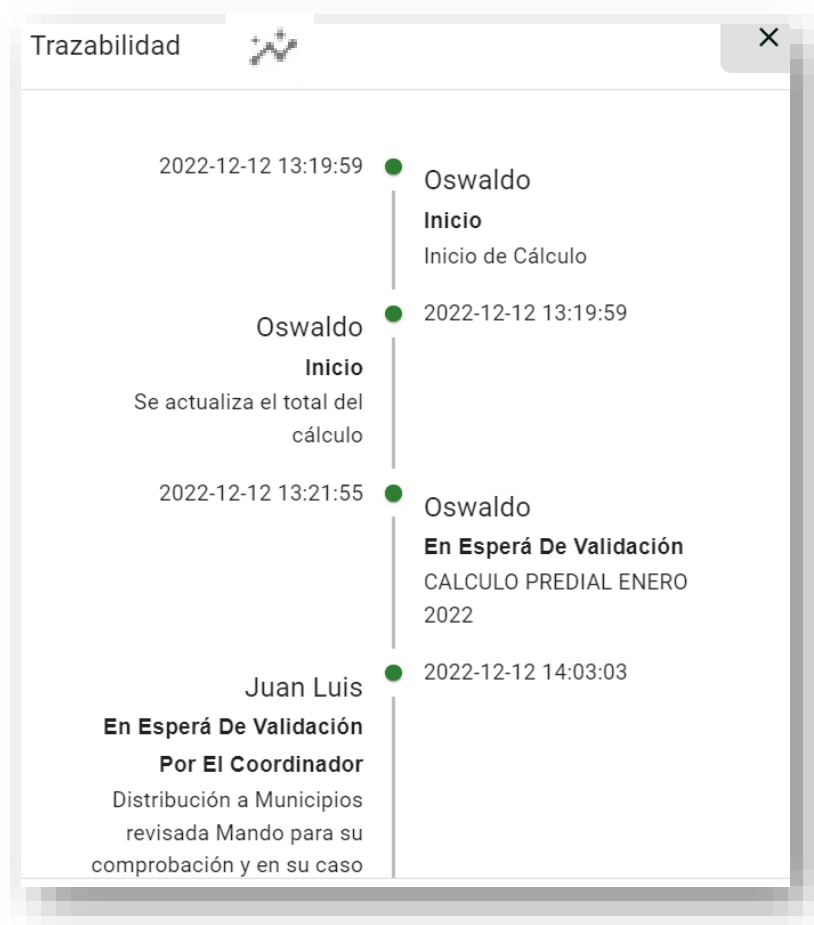 Trazabilidad
2022-12-12 13:19:59
Oswaldo
Inicio
Inicio de Cálculo
2022-12-12 13:19:59
Oswaldo
Inicio
Se actualiza el total del
cálculo
2022-12-12 13:21:55
Oswaldo
En Esperá De Validación
CALCULO PREDIAL ENERO
2022
2022-12-12 14:03:03
Juan Luis
En Esperá De Validación
Por El Coordinador
Distribución a Municipios
revisada Mando para su
comprobación y en su caso